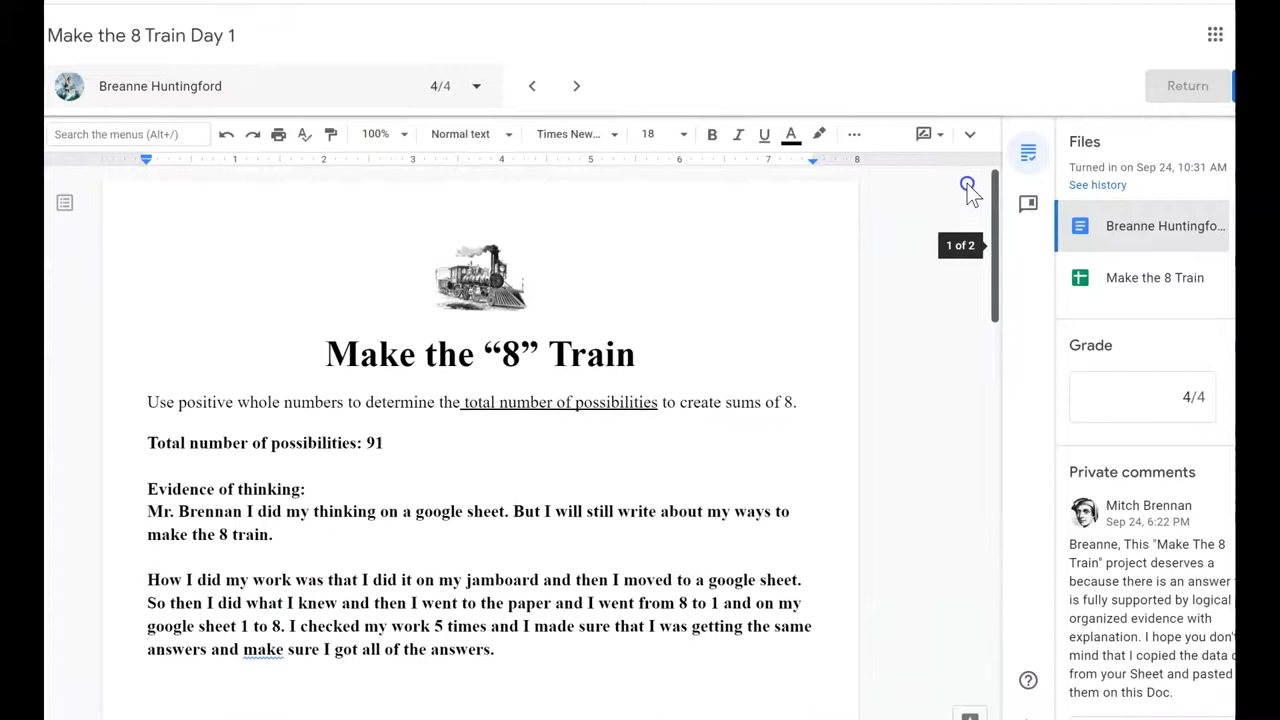 Make the 8 Train Day 1
Breanne Huntingford 4/4 Return
Search the menus (Alt+/) 100% Normal text Times New... 18
1 2 3 4 5 6 7 8
Make the “8” Train
Use positive whole numbers to determine the total number of possibilities to create sums of 8.
Total number of possibilities: 91
Evidence of thinking:
Mr. Brennan I did my thinking on a google sheet. But I will still write about my ways to
make the 8 train.
How I did my work was that I did it on my jamboard and then I moved to a google sheet.
So then I did what I knew and then I went to the paper and I went from 8 to 1 and on my
google sheet 1 to 8. I checked my work 5 times and I made sure that I was getting the same
answers and make sure I got all of the answers.
1 of 2
Files
Turned in on Sep 24, 10:31 AM
See history
Breanne Huntingfo...
Make the 8 Train
Grade
4/4
Private comments
Mitch Brennan
Sep 24, 6:22 PM
Breanne, This "Make The 8
Train" project deserves a
because there is an answer
is fully supported by logical
organized evidence with
explanation. I hope you don'
mind that I copied the data
from your Sheet and pasted
them on this Doc.